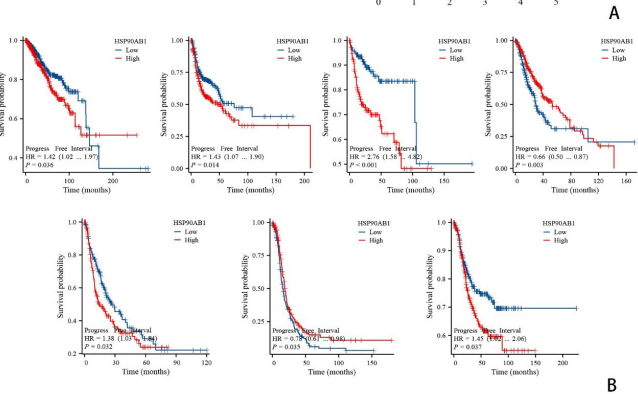 0 1 2 3 4 5
A
HSP90AB1
Low
High
Survival probability
1.0
0.8
0.6
0.4
Progress Free Interval
HR = 1.42 (1.02 ... 1.97)
P = 0.036
0 100 200
Time (months)
HSP90AB1
Low
High
Survival probability
1.00
0.75
0.50
0.25
0.00
Progress Free Interval
HR = 1.43 (1.07 ... 1.90)
P = 0.014
0 50 100 150 200
Time (months)
HSP90AB1
Low
High
Survival probability
1.0
0.9
0.8
0.7
0.6
0.5
Progress Free Interval
HR = 2.76 (1.58 ... 4.82)
P < 0.001
0 50 100 150
Time (months)
HSP90AB1
Low
High
Survival probability
1.00
0.75
0.50
0.25
0.00
Progress Free Interval
HR = 0.66 (0.50 ... 0.87)
P = 0.003
0 40 80 120 160
Time (months)
HSP90AB1
Low
High
Survival probability
1.0
0.8
0.6
0.4
0.2
Progress Free Interval
HR = 1.38 (1.03
P = 0.032
0 30 60 90 120
Time (months)
HSP90AB1
Low
High
Survival probability
1.00
0.75
0.50
0.25
Progress Free Interval
HR = 0.78 (0.61 ... 0.98)
P = 0.035
0 50 100 150
Time (months)
HSP90AB1
Low
High
Survival probability
1.0
0.9
0.8
0.7
0.6
Progress Free Interval
HR = 1.45 ... 2.06)
P = 0.037
0 50 100 150 200
Time (months)
B